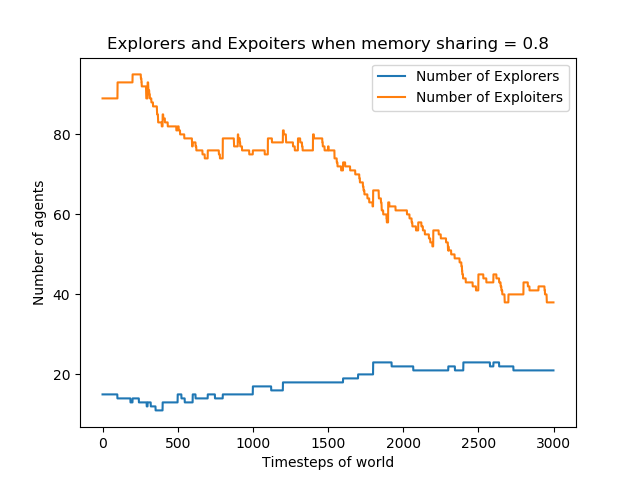 Explorers and Expoiters when memory sharing = 0.8
Number of Explorers
Number of Exploiters
Number of agents
80
60
40
20
0 500 1000 1500 2000 2500 3000
Timesteps of world